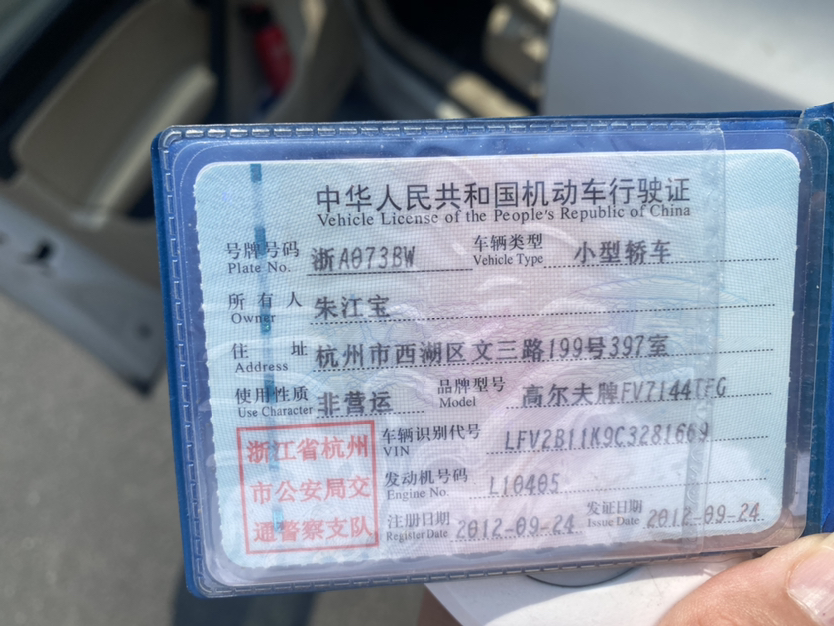 中华人民共和国机动车行驶证
Vehicle License of the People's Republic of China
号牌号码 浙A073BW 车辆类型 小型轿车
Plate No. Vehicle Type
所有人 朱江宝
Owner
住址 杭州市西湖区文三路199号397室
Address
使用性质 非营运 品牌型号 高尔夫牌FV7144TFG
Use Character Model
浙江省杭州
市公安局交
通警察支队
车辆识别代号 LFV2B11K9C3281669
VIN
发动机号码 L10405
Engine No.
注册日期 2012-09-24 发证日期 2012-09-24
Register Date Issue Date